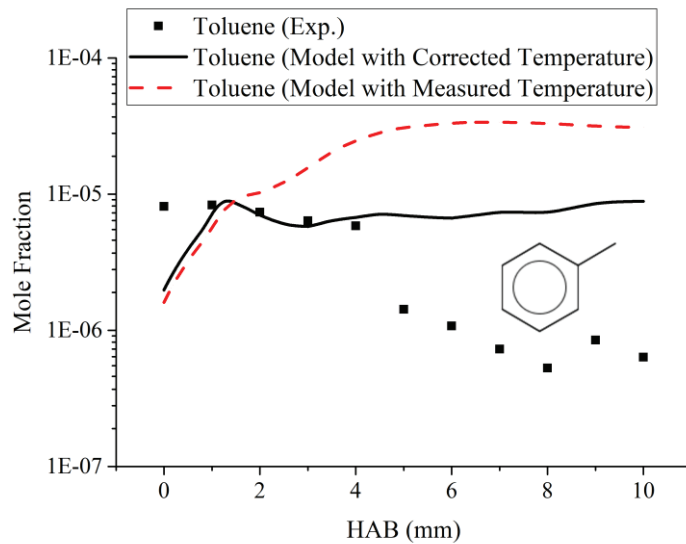 Toluene (Exp.)
Toluene (Model with Corrected Temperature)
Toluene (Model with Measured Temperature)
1E-04
1E-05
1E-06
1E-07
Mole Fraction
0 2 4 6 8 10
HAB (mm)